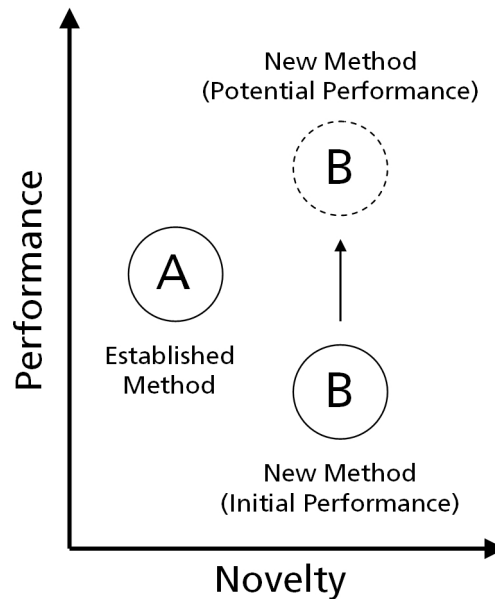 New Method
(Potential Performance)
B
A
Established
Method
B
New Method
(Initial Performance)
Performance
Novelty